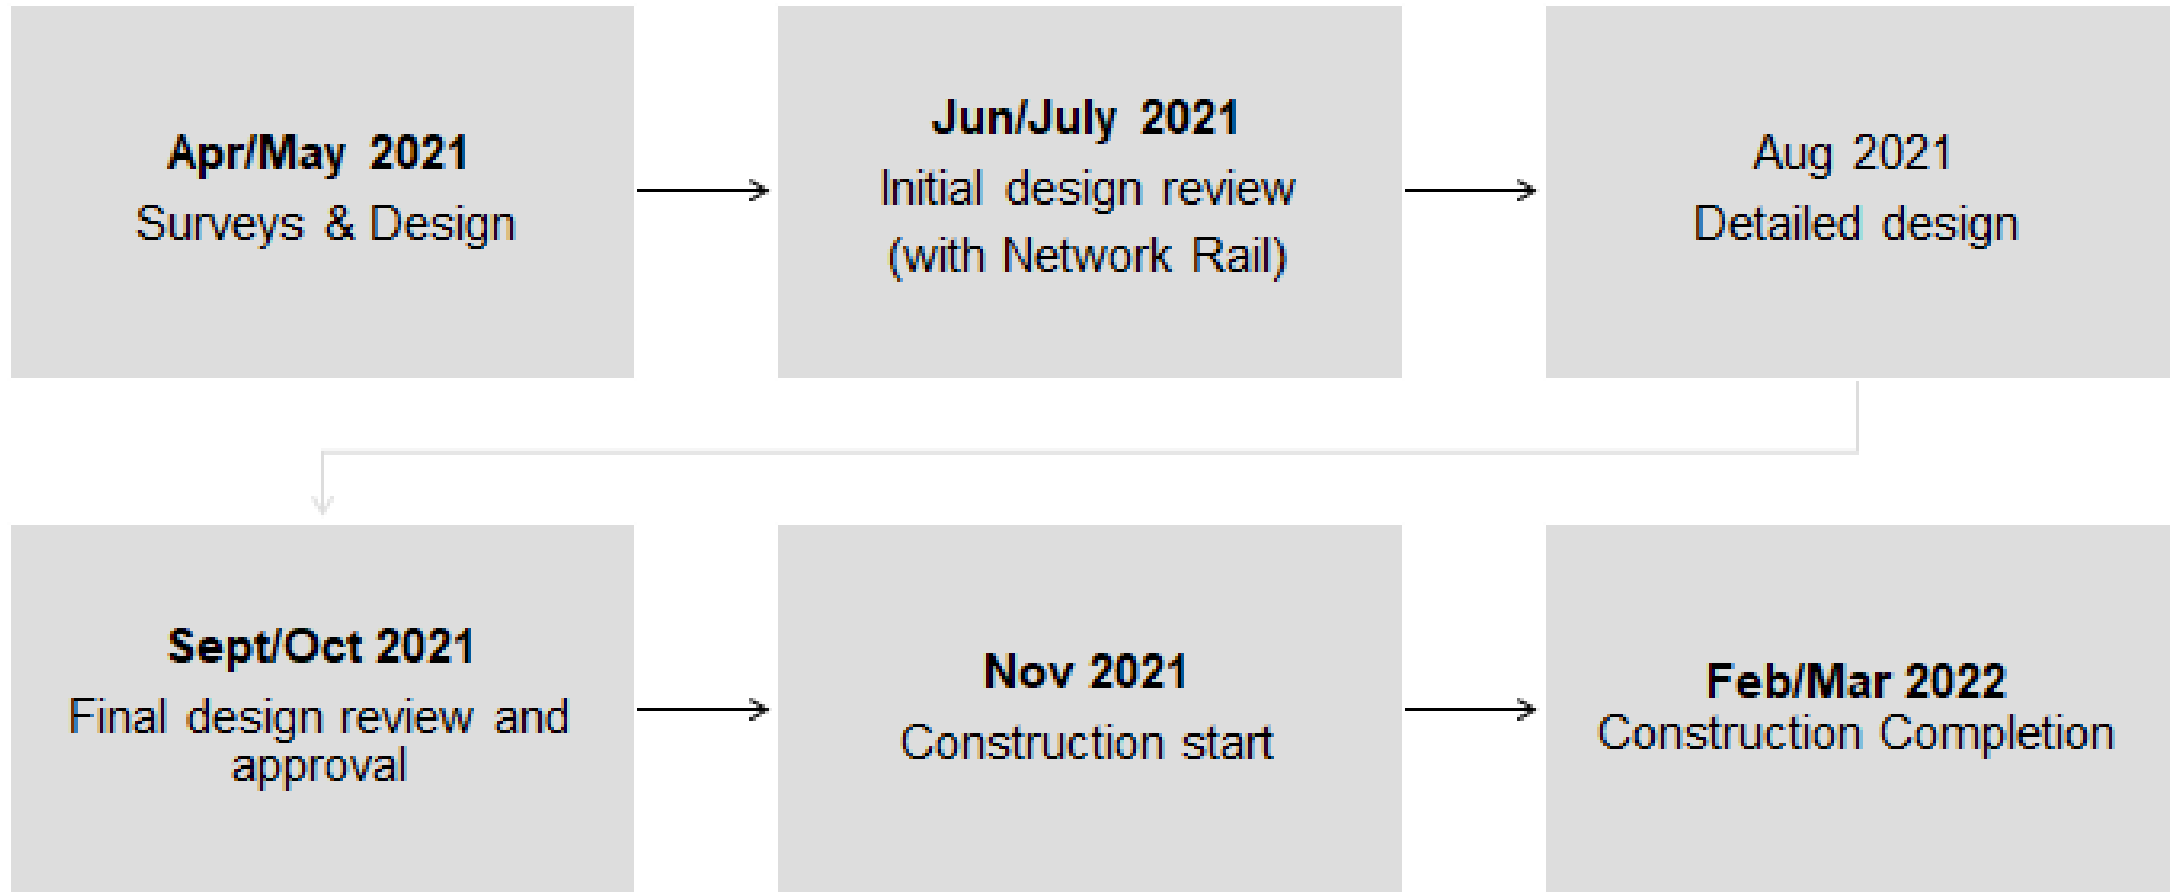 Apr/May 2021
Surveys & Design
Jun/July 2021
Initial design review
(with Network Rail)
Aug 2021
Detailed design
Sept/Oct 2021
Final design review and
approval
Nov 2021
Construction start
Feb/Mar 2022
Construction Completion